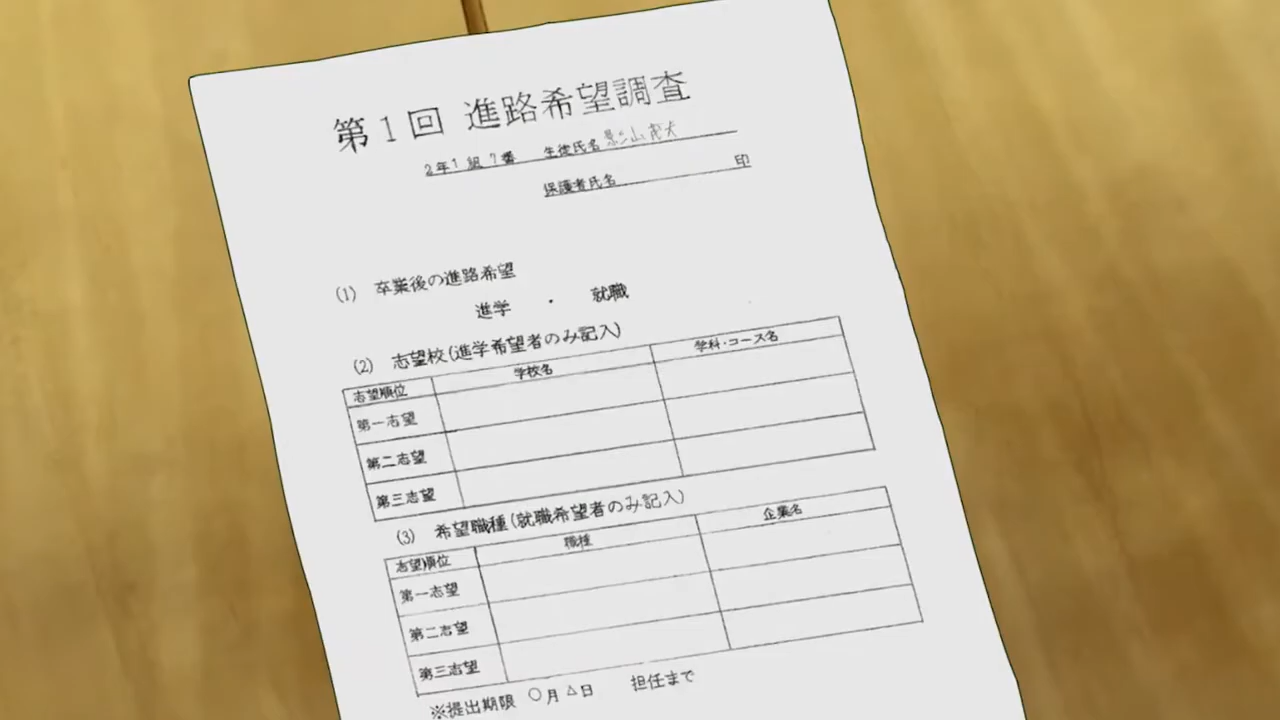 第1回 進路希望調査
2年1組7番 生徒氏名 影山茂夫
保護者氏名 印
(1) 卒業後の進路希望
進学 ・ 就職
(2) 志望校(進学希望者のみ記入)
志望順位 学校名 学科・コース名
第一志望
第二志望
第三志望
(3) 希望職種(就職希望者のみ記入)
志望順位 職種 企業名
第一志望
第二志望
第三志望
※提出期限 ○月△日 担任まで